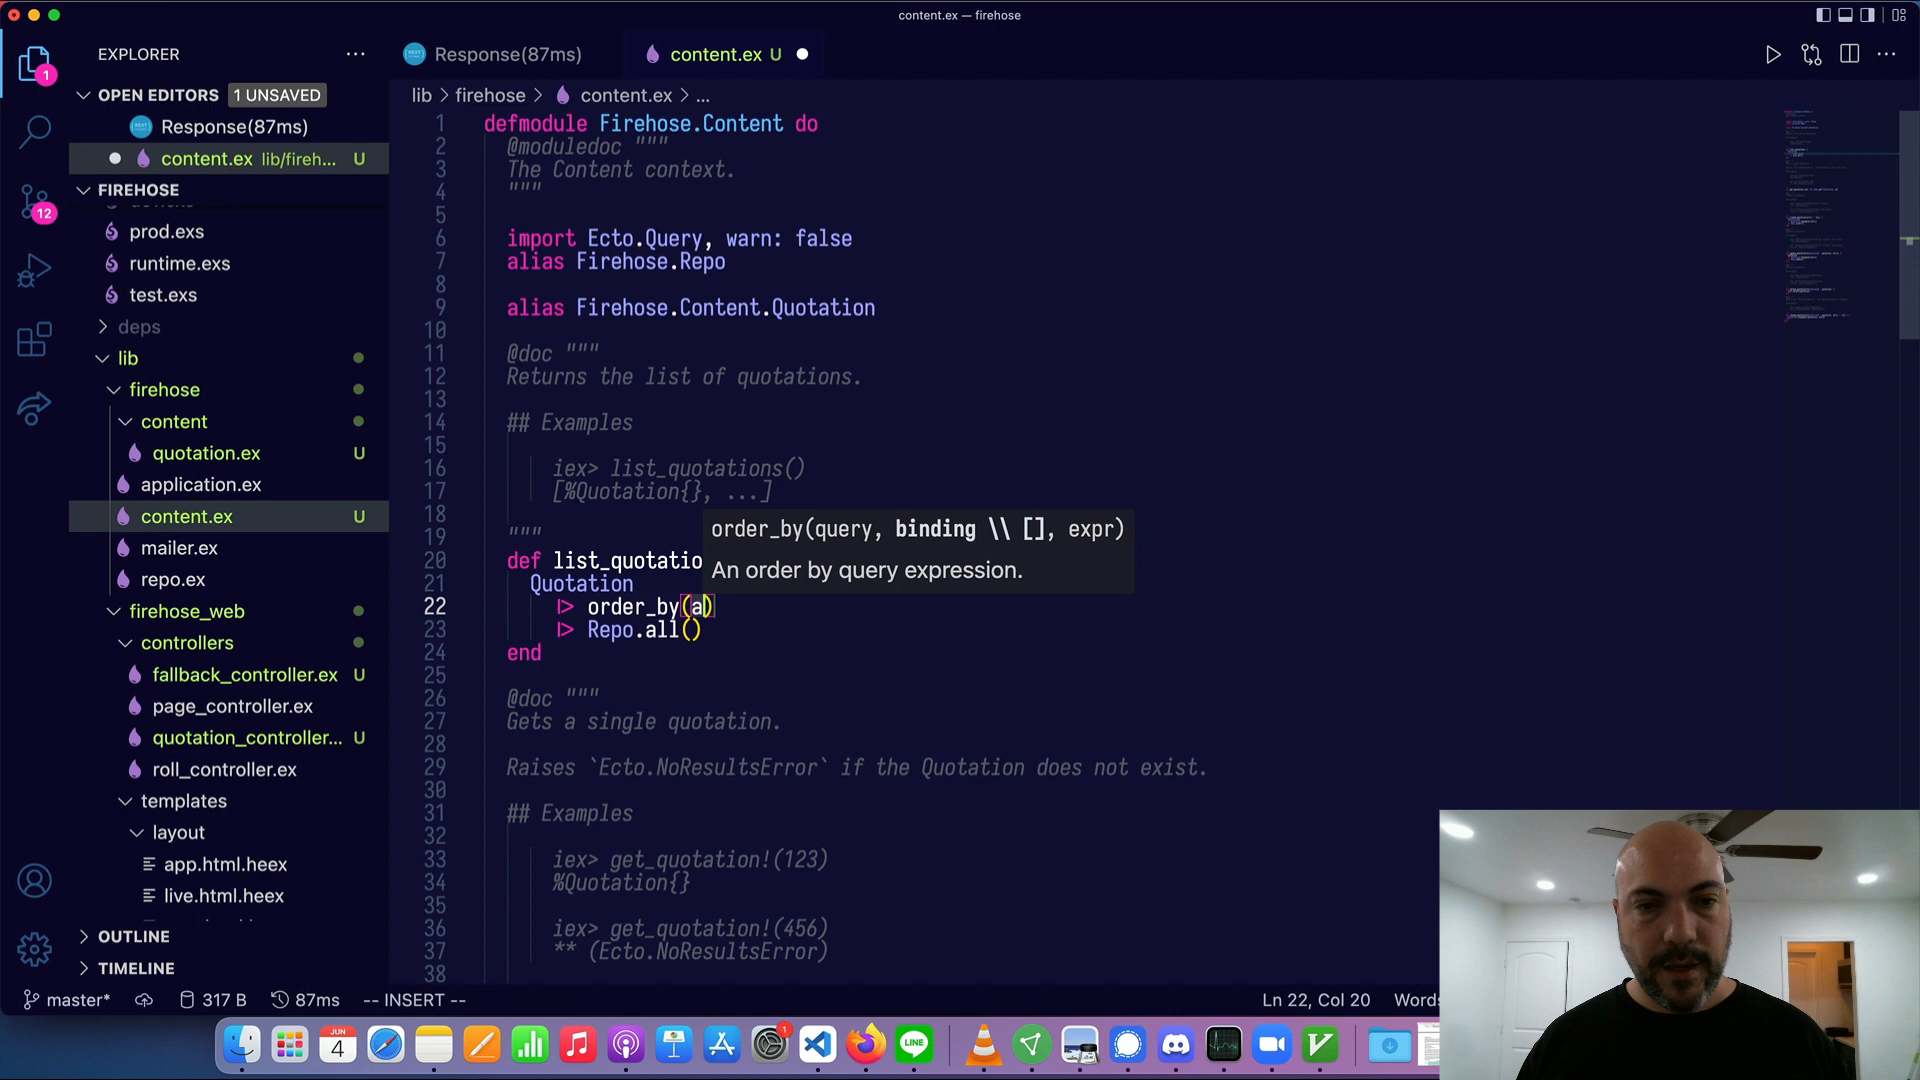 content.ex — firehose
EXPLORER
Response(87ms)
content.ex U
OPEN EDITORS 1 UNSAVED
Response(87ms)
content.ex lib/fireh... U
FIREHOSE
prod.exs
runtime.exs
test.exs
deps
lib
firehose
content
quotation.ex U
application.ex
content.ex U
mailer.ex
repo.ex
firehose_web
controllers
fallback_controller.ex U
page_controller.ex
quotation_controller... U
roll_controller.ex
templates
layout
app.html.heex
live.html.heex
OUTLINE
TIMELINE
1
12
lib > firehose > content.ex > ...
1 defmodule Firehose.Content do
2 @moduledoc """
3 The Content context.
4 """
5
6 import Ecto.Query, warn: false
7 alias Firehose.Repo
8
9 alias Firehose.Content.Quotation
10
11 @doc """
12 Returns the list of quotations.
13
14 ## Examples
15
16 iex> list_quotations()
17 [%Quotation{}, ...]
18
19 """
20 def list_quotatio
21 Quotation
22 |> order_by(a)
23 |> Repo.all()
24 end
25
26 @doc """
27 Gets a single quotation.
28
29 Raises `Ecto.NoResultsError` if the Quotation does not exist.
30
31 ## Examples
32
33 iex> get_quotation!(123)
34 %Quotation{}
35
36 iex> get_quotation!(456)
37 ** (Ecto.NoResultsError)
38
order_by(query, binding \\ [], expr)
An order by query expression.
master* 317 B 87ms -- INSERT -- Ln 22, Col 20 Words
JUN
4
1
LINE